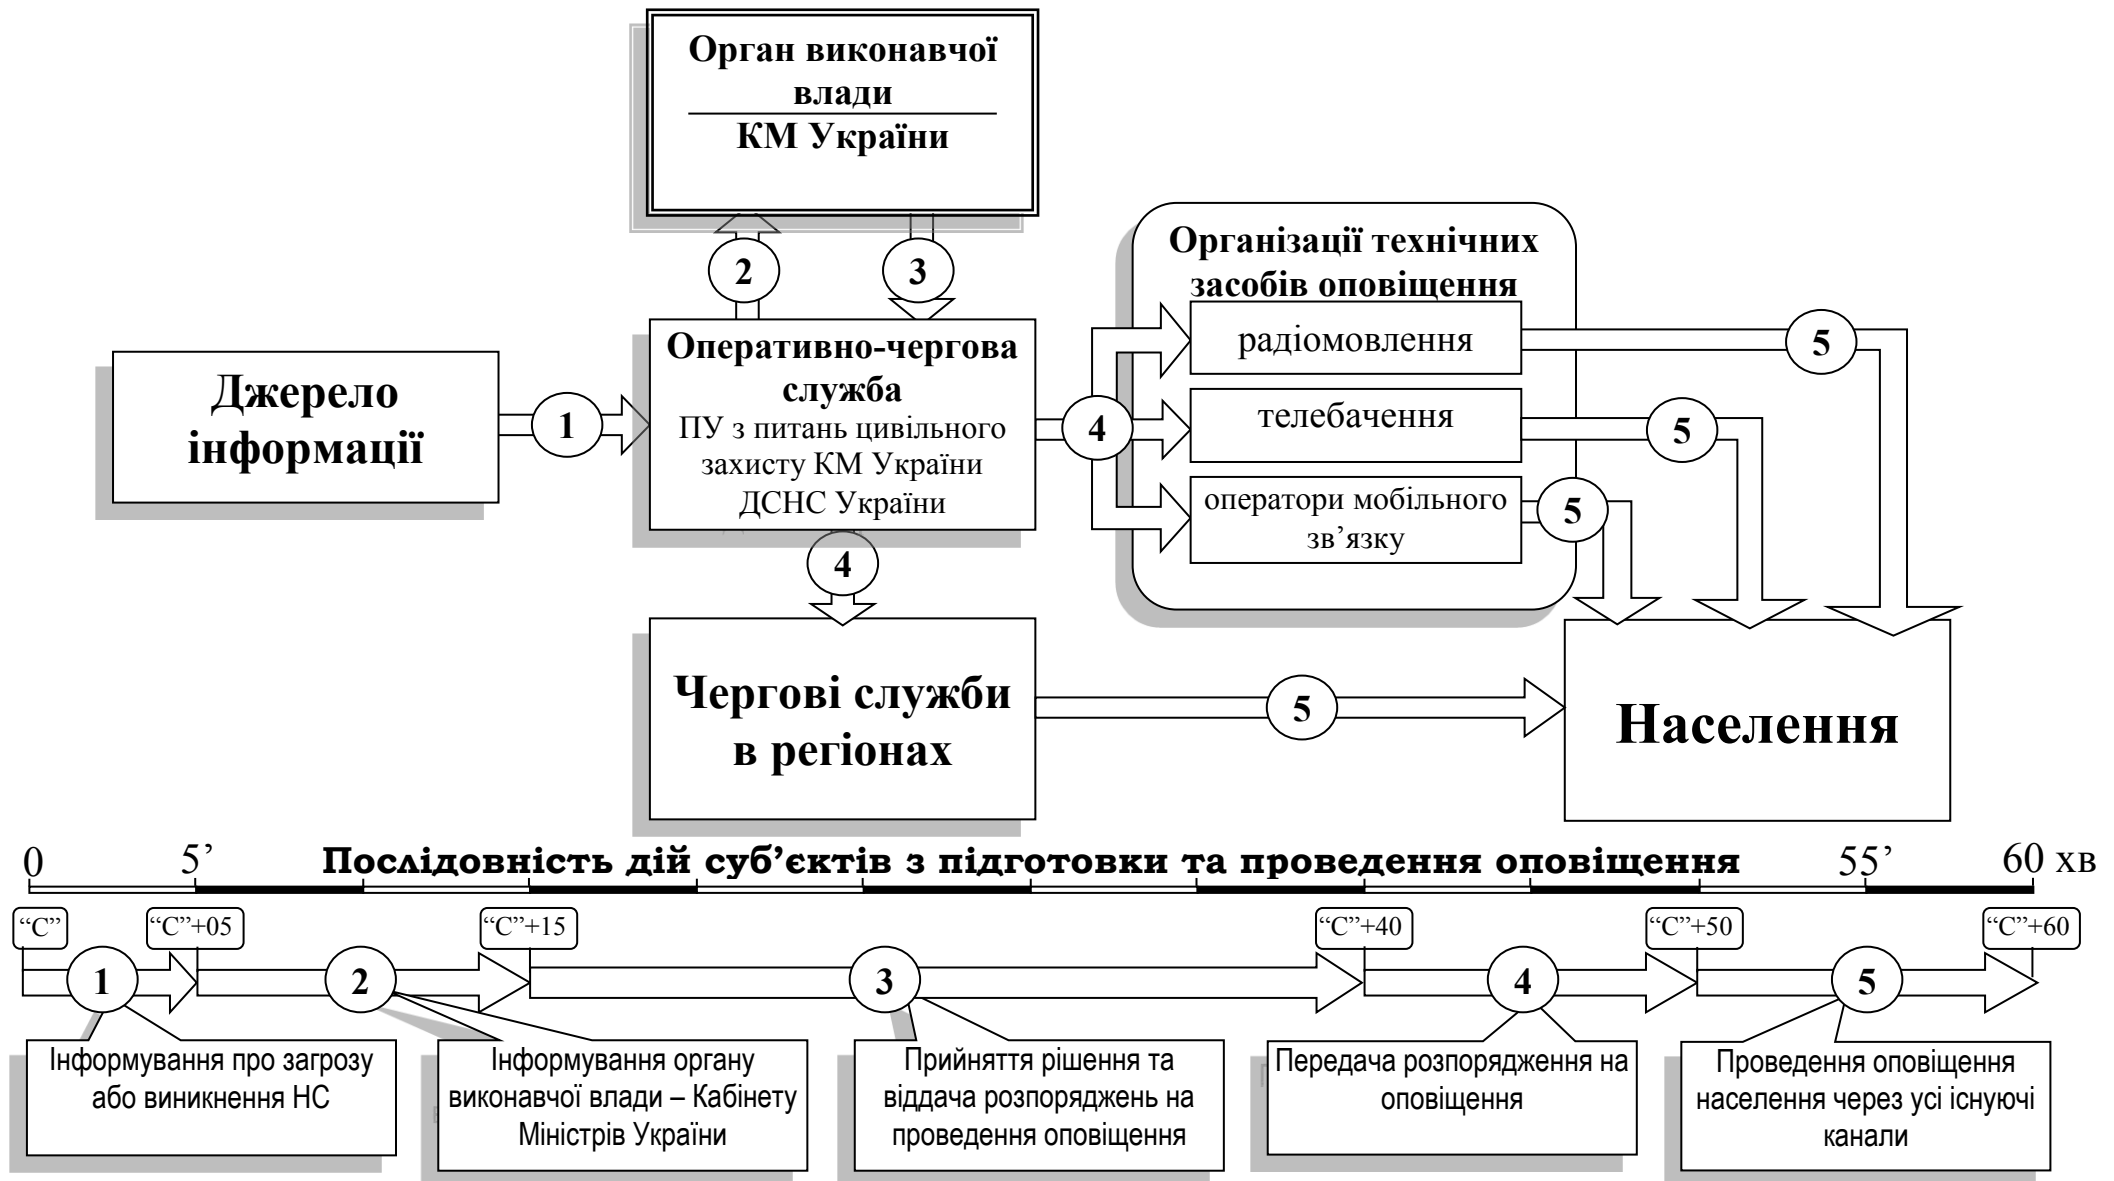 Орган виконавчої
влади
КМ України
2
3
Організації технічних
засобів оповіщення
радіомовлення
5
Оперативно-чергова
служба
ПУ з питань цивільного
захисту КМ України
ДСНС України
Джерело
інформації
1
4
телебачення
5
оператори мобільного
зв’язку
5
4
Чергові служби
в регіонах
5
Населення
0
5’
Послідовність дій суб’єктів з підготовки та проведення оповіщення
55’
60 хв
“С”
“С”+05
“С”+15
“С”+40
“С”+50
“С”+60
1
2
3
4
5
Інформування про загрозу
або виникнення НС
Інформування органу
виконавчої влади – Кабінету
Міністрів України
Прийняття рішення та
віддача розпоряджень на
проведення оповіщення
Передача розпорядження на
оповіщення
Проведення оповіщення
населення через усі існуючі
канали